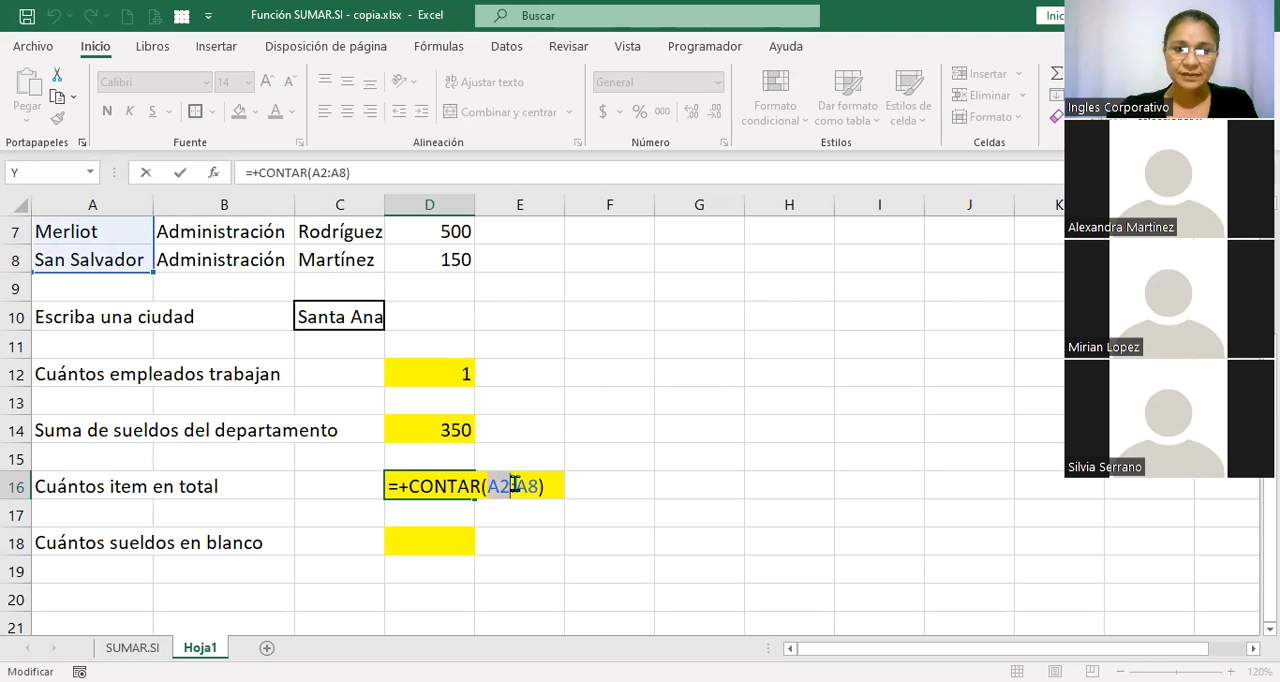 Función SUMAR.SI - copia.xlsx - Excel
Buscar
Inic
Archivo Inicio Libros Insertar Disposición de página Fórmulas Datos Revisar Vista Programador Ayuda
Pegar
Calibri 14
N K S
Ajustar texto
Combinar y centrar
General
$ % 000
Formato condicional
Dar formato como tabla
Estilos de celda
Insertar
Eliminar
Formato
Portapapeles Fuente Alineación Número Estilos Celdas
Y =+CONTAR(A2:A8)
A B C D E F G H I J K
7 Merliot Administración Rodríguez 500
8 San Salvador Administración Martínez 150
9
10 Escriba una ciudad Santa Ana
11
12 Cuántos empleados trabajan 1
13
14 Suma de sueldos del departamento 350
15
16 Cuántos item en total =+CONTAR(A2:A8)
17
18 Cuántos sueldos en blanco
19
20
21
SUMAR.SI Hoja1
Modificar 120%
Ingles Corporativo
Alexandra Martinez
Mirian Lopez
Silvia Serrano